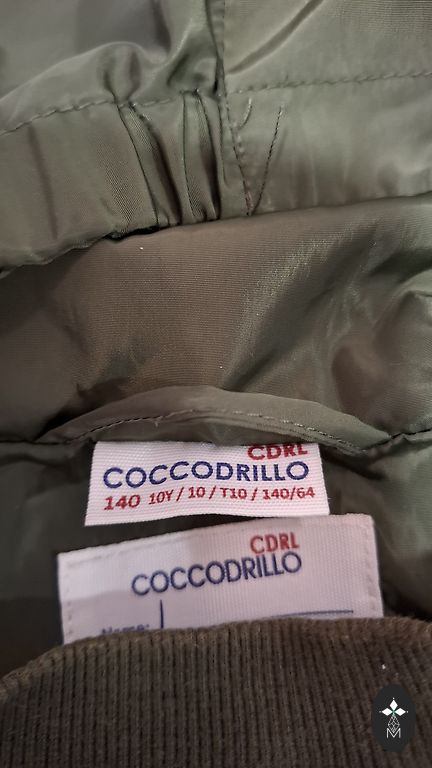 CDRL
COCCODRILLO
140 10Y / 10 / T10 / 140/64
CDRL
COCCODRILLO
Name:
M